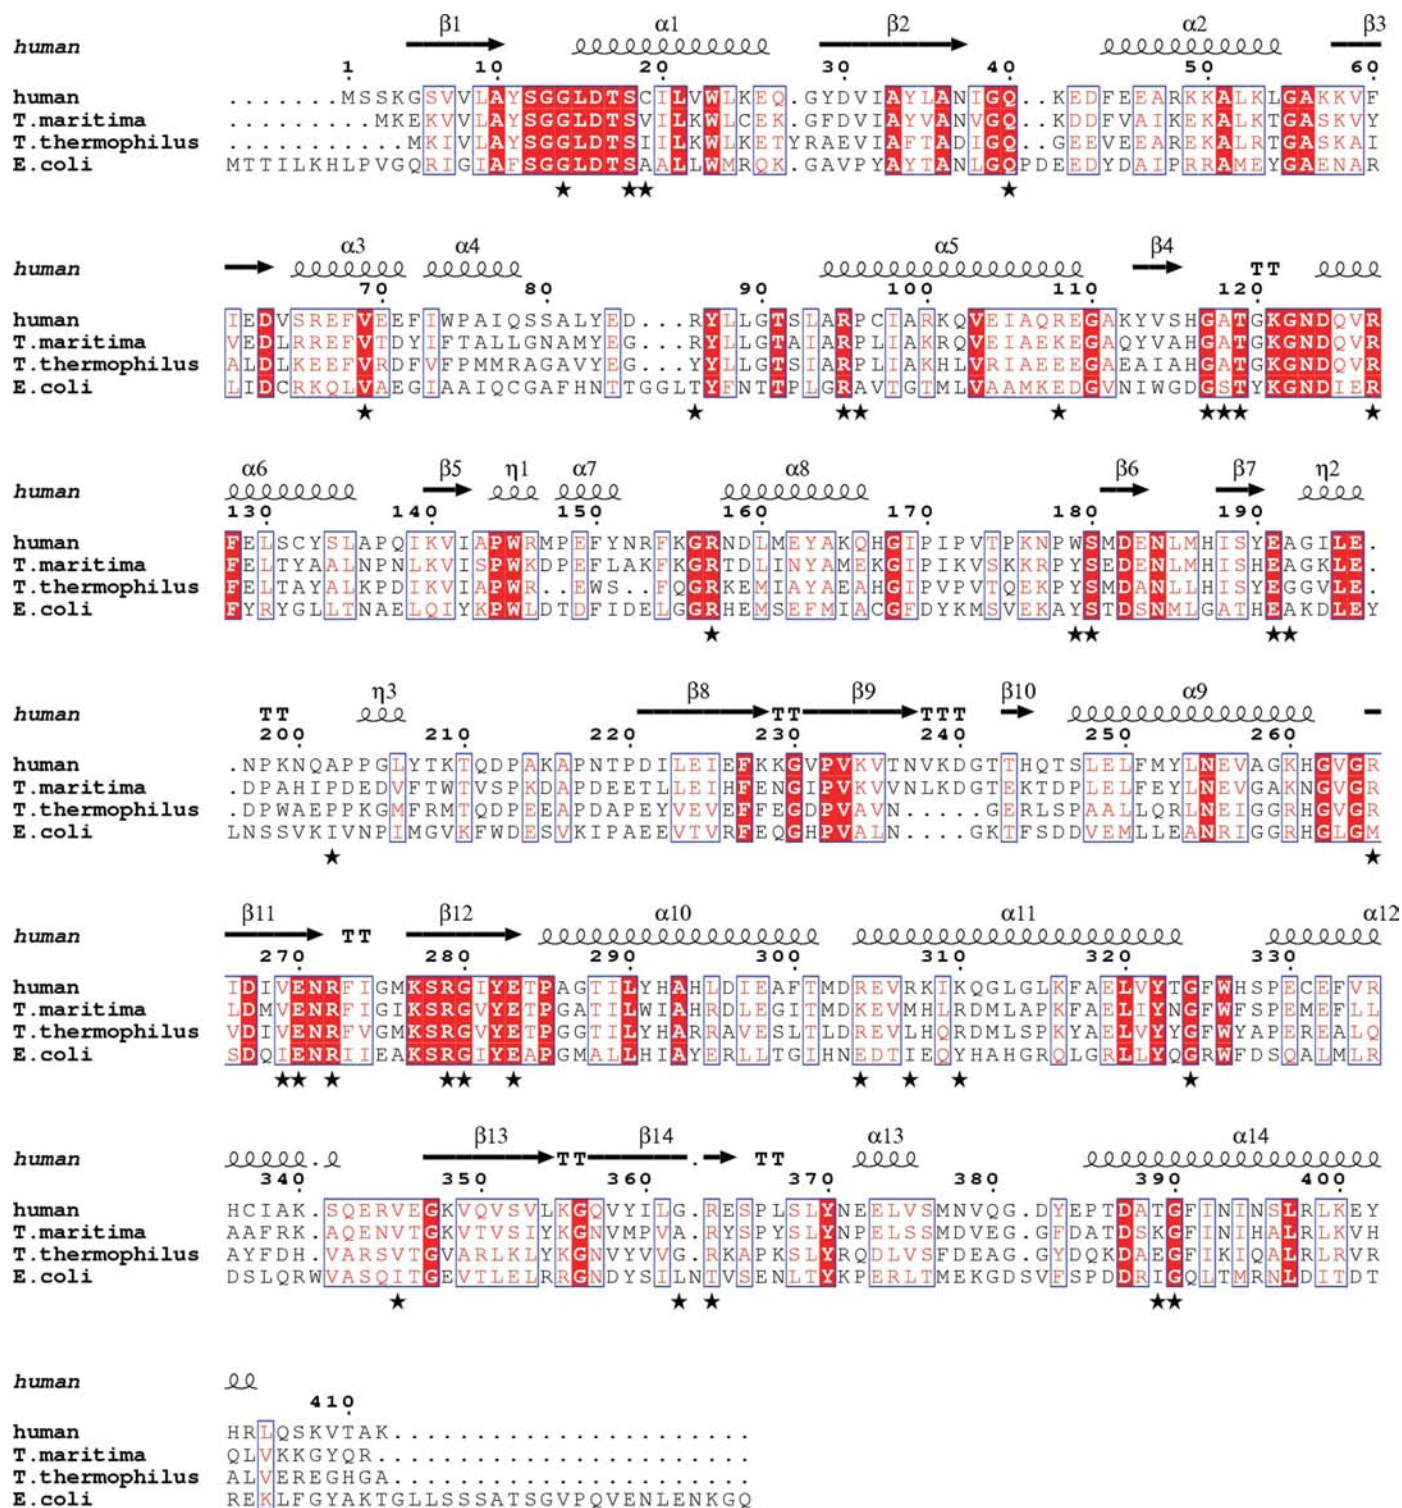 β1 α1 β2 α2 β3
human
1 10 20 30 40 50 60
human .......MSSKGSVVLAYSGGLDTSCILVWLKEQ.GYDVIAYLANIGQ..KEDFEEARKKALKLGAKKVF
T.maritima .........MKEKVVLAYSGGLDTSVILKWLCEK.GFDVIAYVANVGQ..KDDFVAIKEKALKTGASKVY
T.thermophilus ...........MKIVLAYSGGLDTSIILKWLKETYRAEVIAFTADIGQ..GEEVEEAREKALRTGASKAI
E.coli MTTILKHLPVGQRIGIAFSGGLDTSAALLWMRQK.GAVPYAYTANLGQPDEEDYDAIPRRAMEYGAENAR
★ ★★ ★
α3 α4 α5 β4
human
70 80 90 100 110 120
human IEDVSREFVEEFIWPAIQSSALYED...RYLLGTSLARPCIARKQVEIAQREGAKYVSHGATGKGNDQVR
T.maritima VEDLRREFVTDYIFTALLGNAMYEG...RYLLGTAIARPLIAKRQVEIAEKEGAQYVAHGATGKGNDQVR
T.thermophilus ALDLKEEFVRDFVFPMMRAGAVYEG...YYLLGTSIARPLIAKHLVRIAEEEGAEAIAHGATGKGNDQVR
E.coli LIDCRKQLVAEGIAAIQCGAFHNTTGGLTYFNTTPLGRAVTGTMLVAAMKEDGVNIWGDGSTYKGNDIER
★ ★ ★★ ★ ★★★ ★
α6 β5 η1 α7 α8 β6 β7 η2
human
130 140 150 160 170 180 190
human FELSCYSLAPQIKVIAPWRMPEFYNRFKGRNDLMEYAKQHGIPIPVTPKNPWSMDENLMHISYEAGILE.
T.maritima FELTYAALNPNLKVISPWKDPEFLAKFKGRTDLINYAMEKGIPIKVSKKRPYSEDENLMHISHEAGKLE.
T.thermophilus FELTAYALKPDIKVIAPWR..EWS.FQGRKEMIAYAEAHGIPVPVTQEKPYSMDANLLHISYEGGVLE.
E.coli FYRYGLLTNAELQIYKPWLDTDFIDELGGRHEMSEFMIACGFDYKMSVEKAYSTDSNMLGATHEAKDLEY
★ ★★ ★★
η3 β8 β9 β10 α9
human TT TT TTT
200 210 220 230 240 250 260
human .NPKNQAPPGLYTKTQDPAKAPNTPDILEIEFKKGVPVKVTNVKDGTTHQTSLELFMYLNEVAGKHGVGR
T.maritima .DPAHIPDEDVFTWTVSPKDAPDEETLLEIHFENGIPVKVVNLKDGTEKTDPLELFEYLNEVGAKNGVGR
T.thermophilus .DPWAEPPKGMFRMTQDPEEAPDAPEYVEVEFFEGDPVAVN.....GERLSPAALLQRLNEIGGRHGVGR
E.coli LNSSVKIVNPIMGVKFWDESVKIPAEEVTVRFEQGHPVALN.....GKTFSDDVEMLLEANRIGGRHGLGM
★ ★
β11 β12 α10 α11 α12
human TT
270 280 290 300 310 320 330
human IDIVENRFIGMKSRGIYETPAGTILYHAHLDIEAFTMDREVRKIKQGLGLKFAELVYTGFWHSPECEFVR
T.maritima LDMVENRFVGMKSRGVYETPGATILWIAHRDLEGITMDKEVMHLRDMLAPKFAELIYNGFWFSPEMEFLL
T.thermophilus VDIVENRFVGMKSRGVYETPGGTILYHARRAVESLTLDREVLHQRDMLSPKYAELVYYGFWYAPEREALQ
E.coli SDQIENRIIEAKSRGIYEAPGMALLHIAYERLLTGIHNEDTIEQYHAHGRQLGRLLYQGRWFDSQALMLR
★★ ★ ★★ ★ ★ ★ ★ ★
β13 β14 α13 α14
human . TT . TT
340 350 360 370 380 390 400
human HCIAK.SQERVEGKVQVSVLKGQVYILG.RESPLSLYNEELVSMNVQG.DYEPTDATGFININSLRLKEY
T.maritima AAFRK.AQENVTGKVTVSIYKGNVMPVA.RYSPYSLYNPELSSMDVEG.GFDATDSKGFINIHALRLKVH
T.thermophilus AYFDH.VARSVTGVARLKLYKGNVYVVG.RKAPKSLYRQDLVSFDEAG.GYDQKDAEGFIKIQALRLRVR
E.coli DSLQRWVASQITGEVTLELRRGNDYSILNTVSENLTYKPERLTMEKGDSVFSPDDRIGQLTMRNLDITDT
★ ★ ★ ★★
human
410
human HRLQSKVTAK......................
T.maritima QLVKKGYQR.......................
T.thermophilus ALVEREGHGA......................
E.coli REKLFGYAKTGLLSSSATSGVPQVENLENKGQ